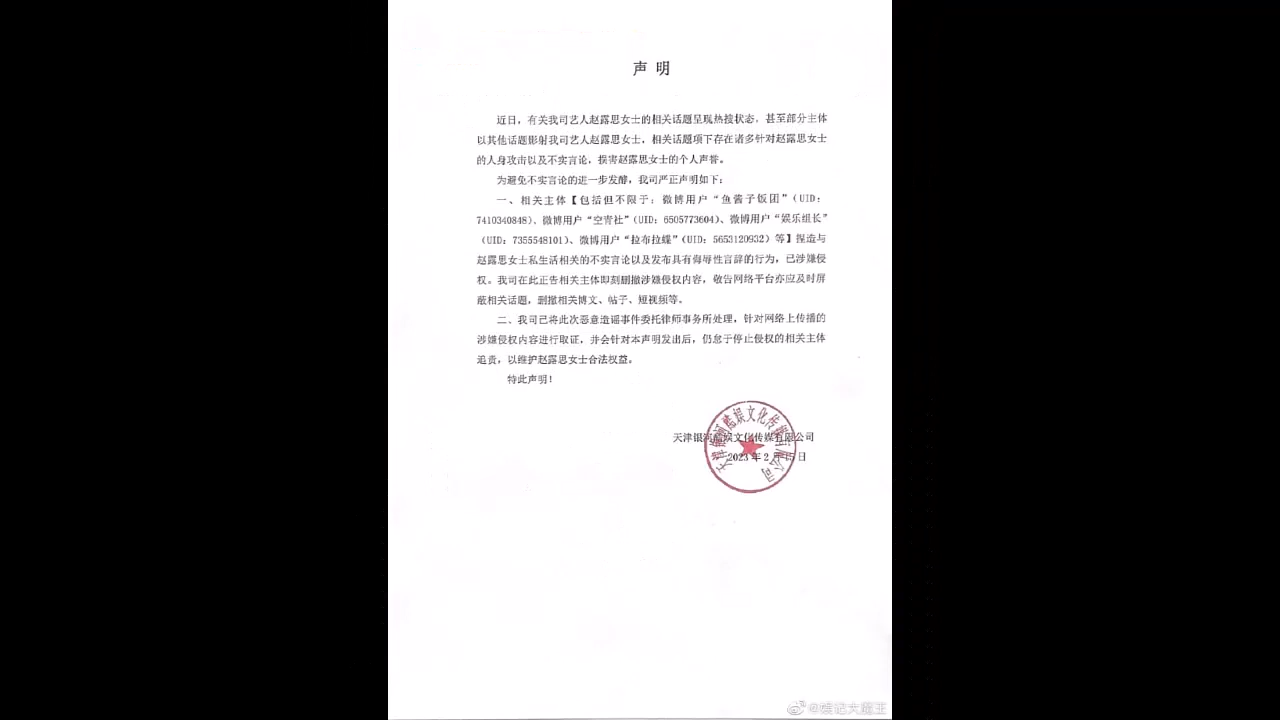 声 明
近日，有关我司艺人赵露思女士的相关话题呈现热搜状态，甚至部分主体
以其他话题影射我司艺人赵露思女士，相关话题项下存在诸多针对赵露思女士
的人身攻击以及不实言论，损害赵露思女士的个人声誉。
为避免不实言论的进一步发酵，我司严正声明如下：
一、相关主体【包括但不限于：微博用户“鱼酱子饭团”（UID：
7410340848）、微博用户“空青社”（UID：6505773604）、微博用户“娱乐组长”
（UID：7355548101）、微博用户“拉布拉蝶”（UID：5653120932）等】捏造与
赵露思女士私生活相关的不实言论以及发布具有侮辱性言辞的行为，已涉嫌侵
权。我司在此正告相关主体即刻删撤涉嫌侵权内容，敬告网络平台亦应及时屏
蔽相关话题，删撤相关博文、帖子、短视频等。
二、我司已将此次恶意造谣事件委托律师事务所处理，针对网络上传播的
涉嫌侵权内容进行取证，并会针对本声明发出后，仍怠于停止侵权的相关主体
追责，以维护赵露思女士合法权益。
特此声明！
天津银河酷娱文化传媒有限公司
2023 年 2 月 日
天津银河酷娱文化传媒有限公司